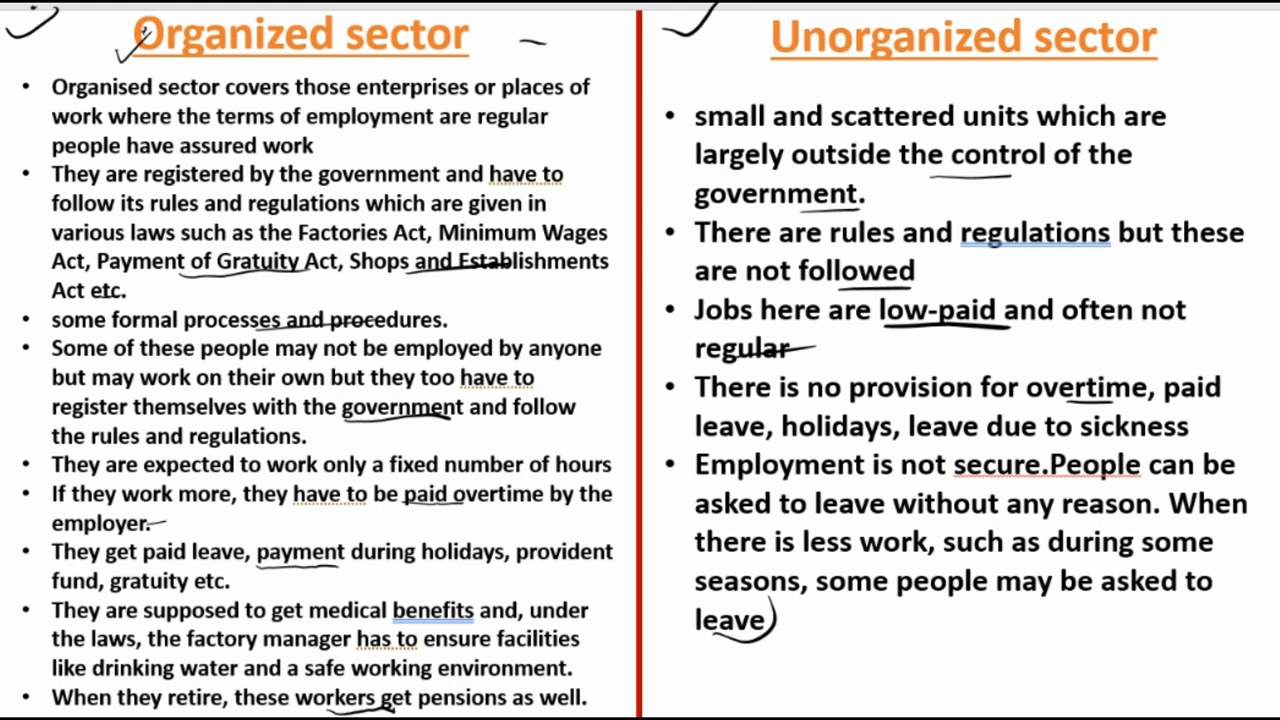 Organized sector
• Organised sector covers those enterprises or places of
work where the terms of employment are regular
people have assured work
• They are registered by the government and have to
follow its rules and regulations which are given in
various laws such as the Factories Act, Minimum Wages
Act, Payment of Gratuity Act, Shops and Establishments
Act etc.
• some formal processes and procedures.
• Some of these people may not be employed by anyone
but may work on their own but they too have to
register themselves with the government and follow
the rules and regulations.
• They are expected to work only a fixed number of hours
• If they work more, they have to be paid overtime by the
employer.
• They get paid leave, payment during holidays, provident
fund, gratuity etc.
• They are supposed to get medical benefits and, under
the laws, the factory manager has to ensure facilities
like drinking water and a safe working environment.
• When they retire, these workers get pensions as well.
Unorganized sector
• small and scattered units which are
largely outside the control of the
government.
• There are rules and regulations but these
are not followed
• Jobs here are low-paid and often not
regular
• There is no provision for overtime, paid
leave, holidays, leave due to sickness
• Employment is not secure.People can be
asked to leave without any reason. When
there is less work, such as during some
seasons, some people may be asked to
leave